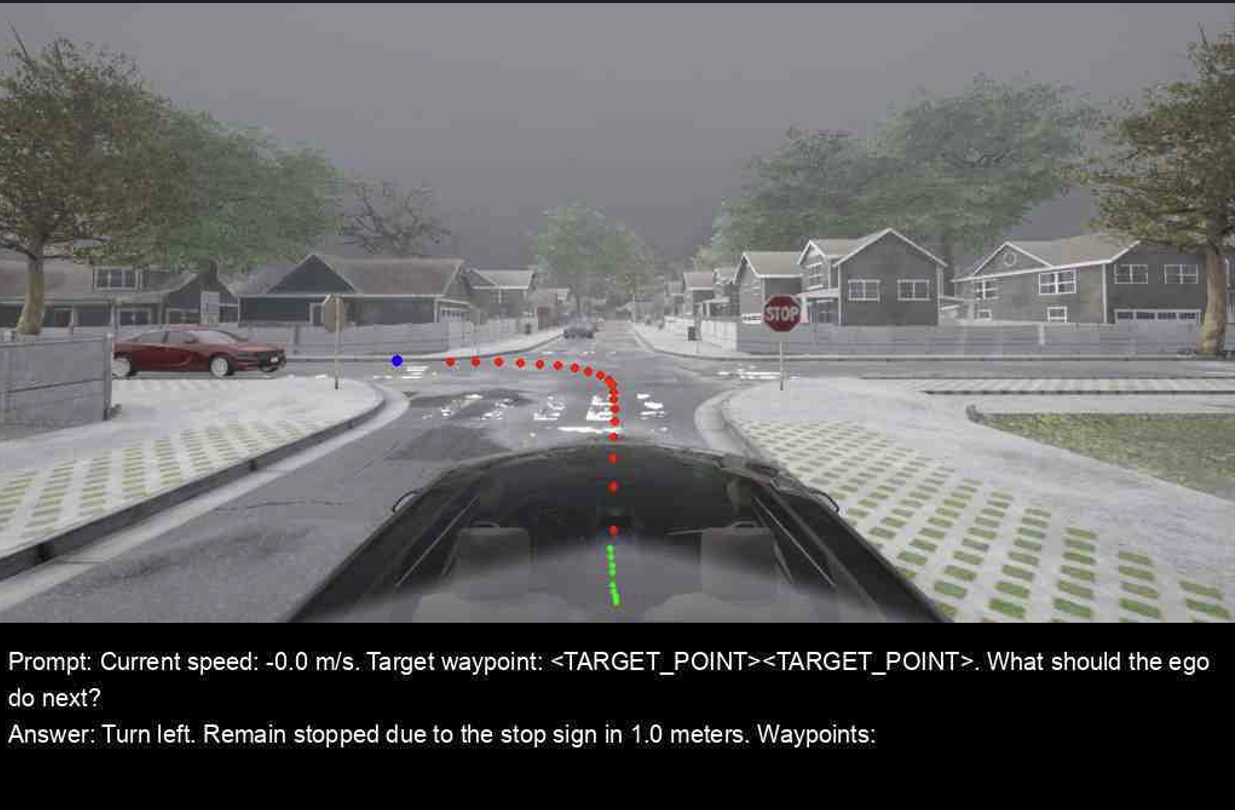 STOP
Prompt: Current speed: -0.0 m/s. Target waypoint: <TARGET_POINT><TARGET_POINT>. What should the ego
do next?
Answer: Turn left. Remain stopped due to the stop sign in 1.0 meters. Waypoints: